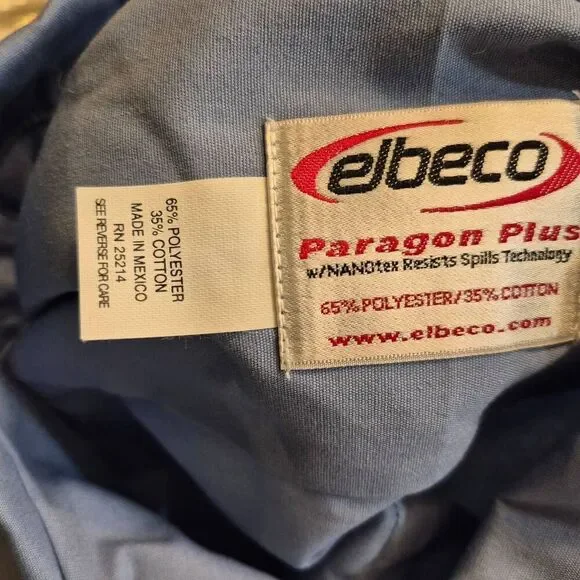 elbeco
Paragon Plus
w/NANOtex Resists Spills Technology
65%POLYESTER/35% COTTON
www.elbeco.com
65% POLYESTER
35% COTTON
MADE IN MEXICO
RN 25214
SEE REVERSE FOR CARE